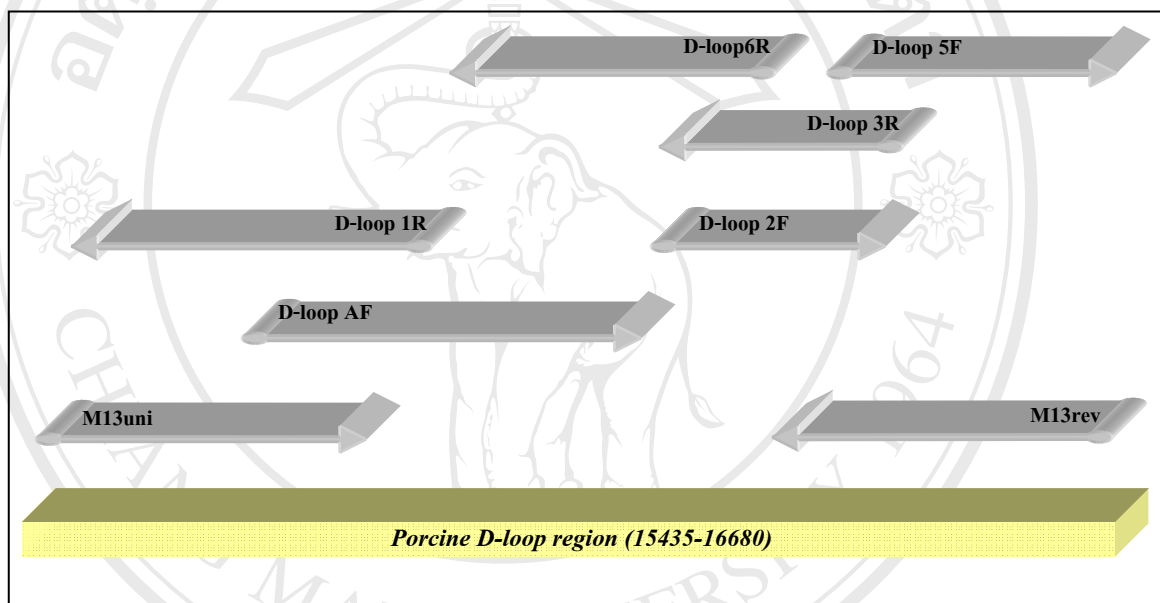 D-loop6R
D-loop 5F
D-loop 3R
D-loop 1R
D-loop 2F
D-loop AF
M13uni
M13rev
Porcine D-loop region (15435-16680)